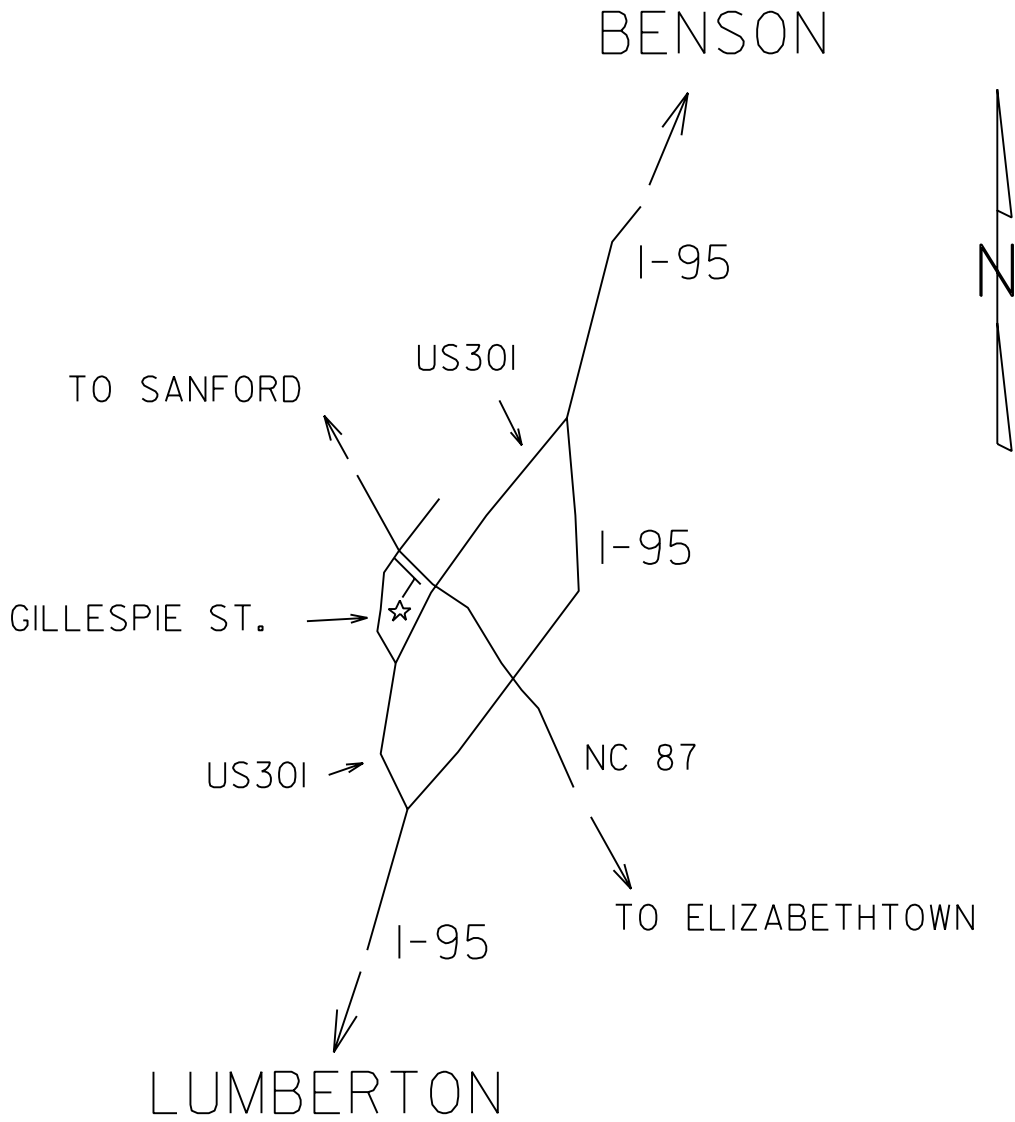 BENSON
I-95
N
US301
TO SANFORD
I-95
GILLESPIE ST.
NC 87
US301
TO ELIZABETHTOWN
I-95
LUMBERTON